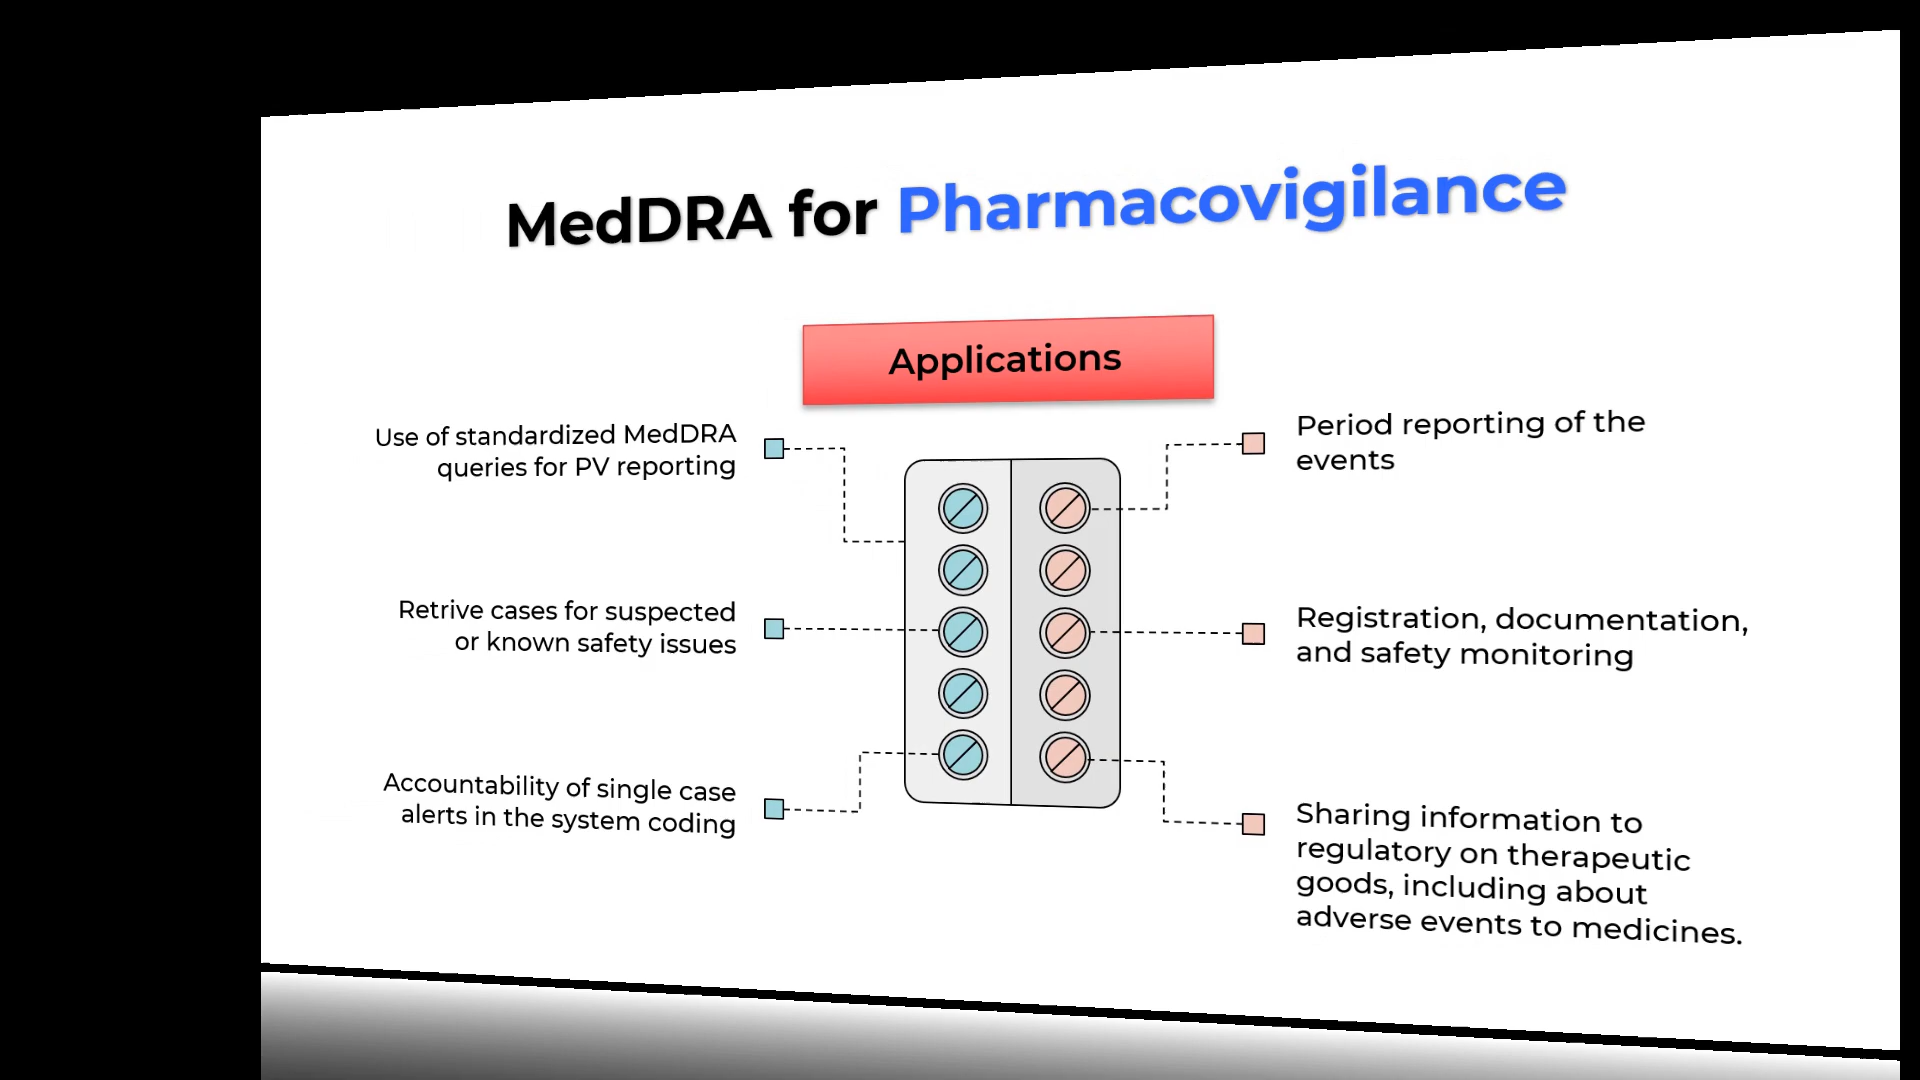 MedDRA for Pharmacovigilance
Applications
Use of standardized MedDRA
queries for PV reporting
Retrive cases for suspected
or known safety issues
Accountability of single case
alerts in the system coding
Period reporting of the
events
Registration, documentation,
and safety monitoring
Sharing information to
regulatory on therapeutic
goods, including about
adverse events to medicines.